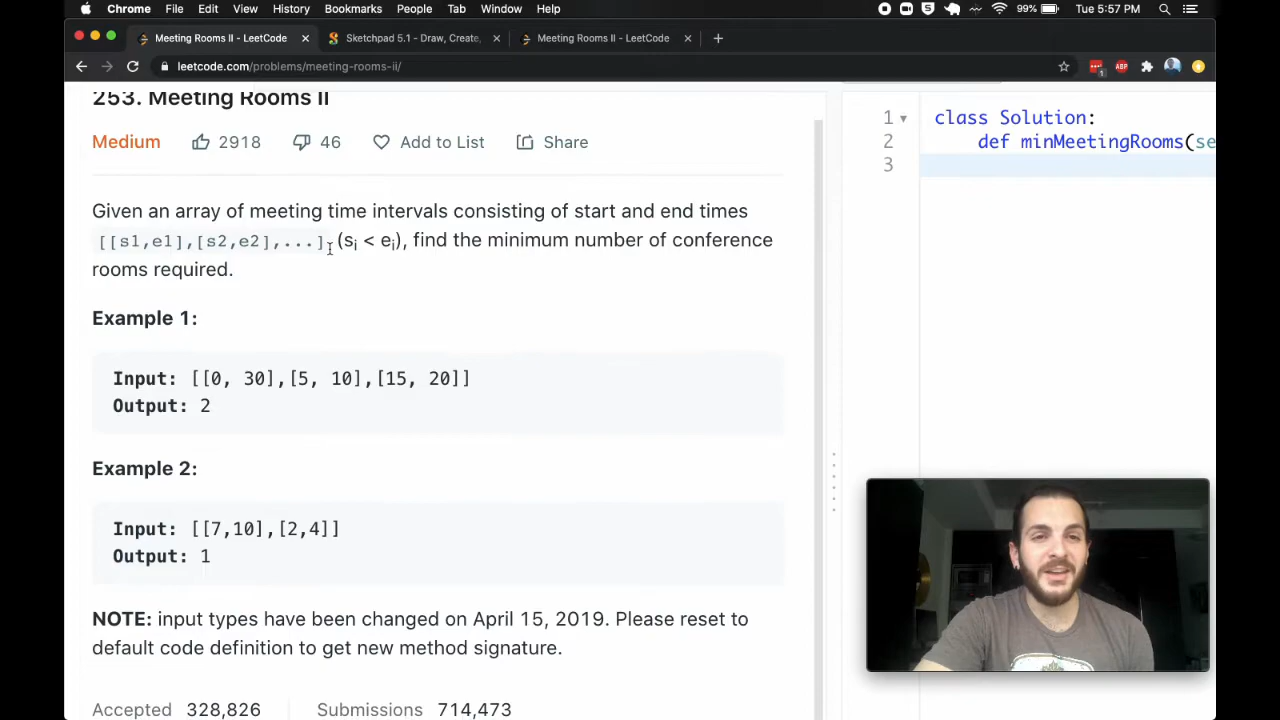 Chrome File Edit View History Bookmarks People Tab Window Help 99% Tue 5:57 PM
Meeting Rooms II - LeetCode Sketchpad 5.1 - Draw, Create, Meeting Rooms II - LeetCode
leetcode.com/problems/meeting-rooms-ii/
253. Meeting Rooms II
Medium 2918 46 Add to List Share
Given an array of meeting time intervals consisting of start and end times
[[s1,e1],[s2,e2],...] (si < ei), find the minimum number of conference
rooms required.
Example 1:
Input: [[0, 30],[5, 10],[15, 20]]
Output: 2
Example 2:
Input: [[7,10],[2,4]]
Output: 1
NOTE: input types have been changed on April 15, 2019. Please reset to
default code definition to get new method signature.
Accepted 328,826 Submissions 714,473
1 class Solution:
2 def minMeetingRooms(se
3